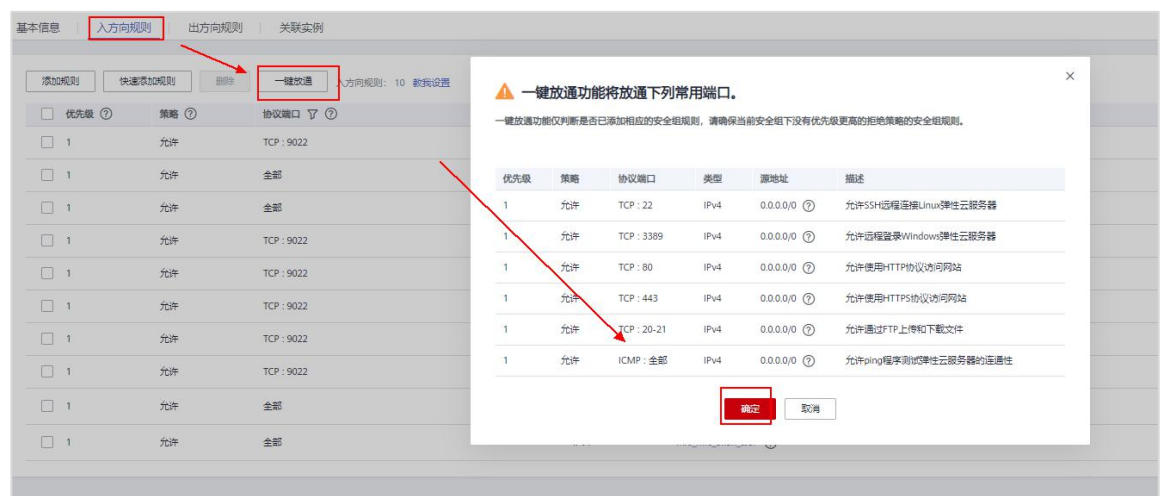 基本信息 入方向规则 出方向规则 关联实例
添加规则 快速添加规则 删除 一键放通 入方向规则: 10 教我设置
优先级 策略 协议端口
1 允许 TCP : 9022
1 允许 全部
1 允许 全部
1 允许 TCP : 9022
1 允许 TCP : 9022
1 允许 TCP : 9022
1 允许 TCP : 9022
1 允许 TCP : 9022
1 允许 全部
1 允许 全部
一键放通功能将放通下列常用端口。
一键放通功能仅判断是否已添加相应的安全组规则，请确保当前安全组下没有优先级更高的拒绝策略的安全组规则。
优先级 策略 协议端口 类型 源地址 描述
1 允许 TCP : 22 IPv4 0.0.0.0/0 允许SSH远程连接Linux弹性云服务器
1 允许 TCP : 3389 IPv4 0.0.0.0/0 允许远程登录Windows弹性云服务器
1 允许 TCP : 80 IPv4 0.0.0.0/0 允许使用HTTP协议访问网站
1 允许 TCP : 443 IPv4 0.0.0.0/0 允许使用HTTPS协议访问网站
1 允许 TCP : 20-21 IPv4 0.0.0.0/0 允许通过FTP上传和下载文件
1 允许 ICMP : 全部 IPv4 0.0.0.0/0 允许ping程序测试弹性云服务器的连通性
确定 取消